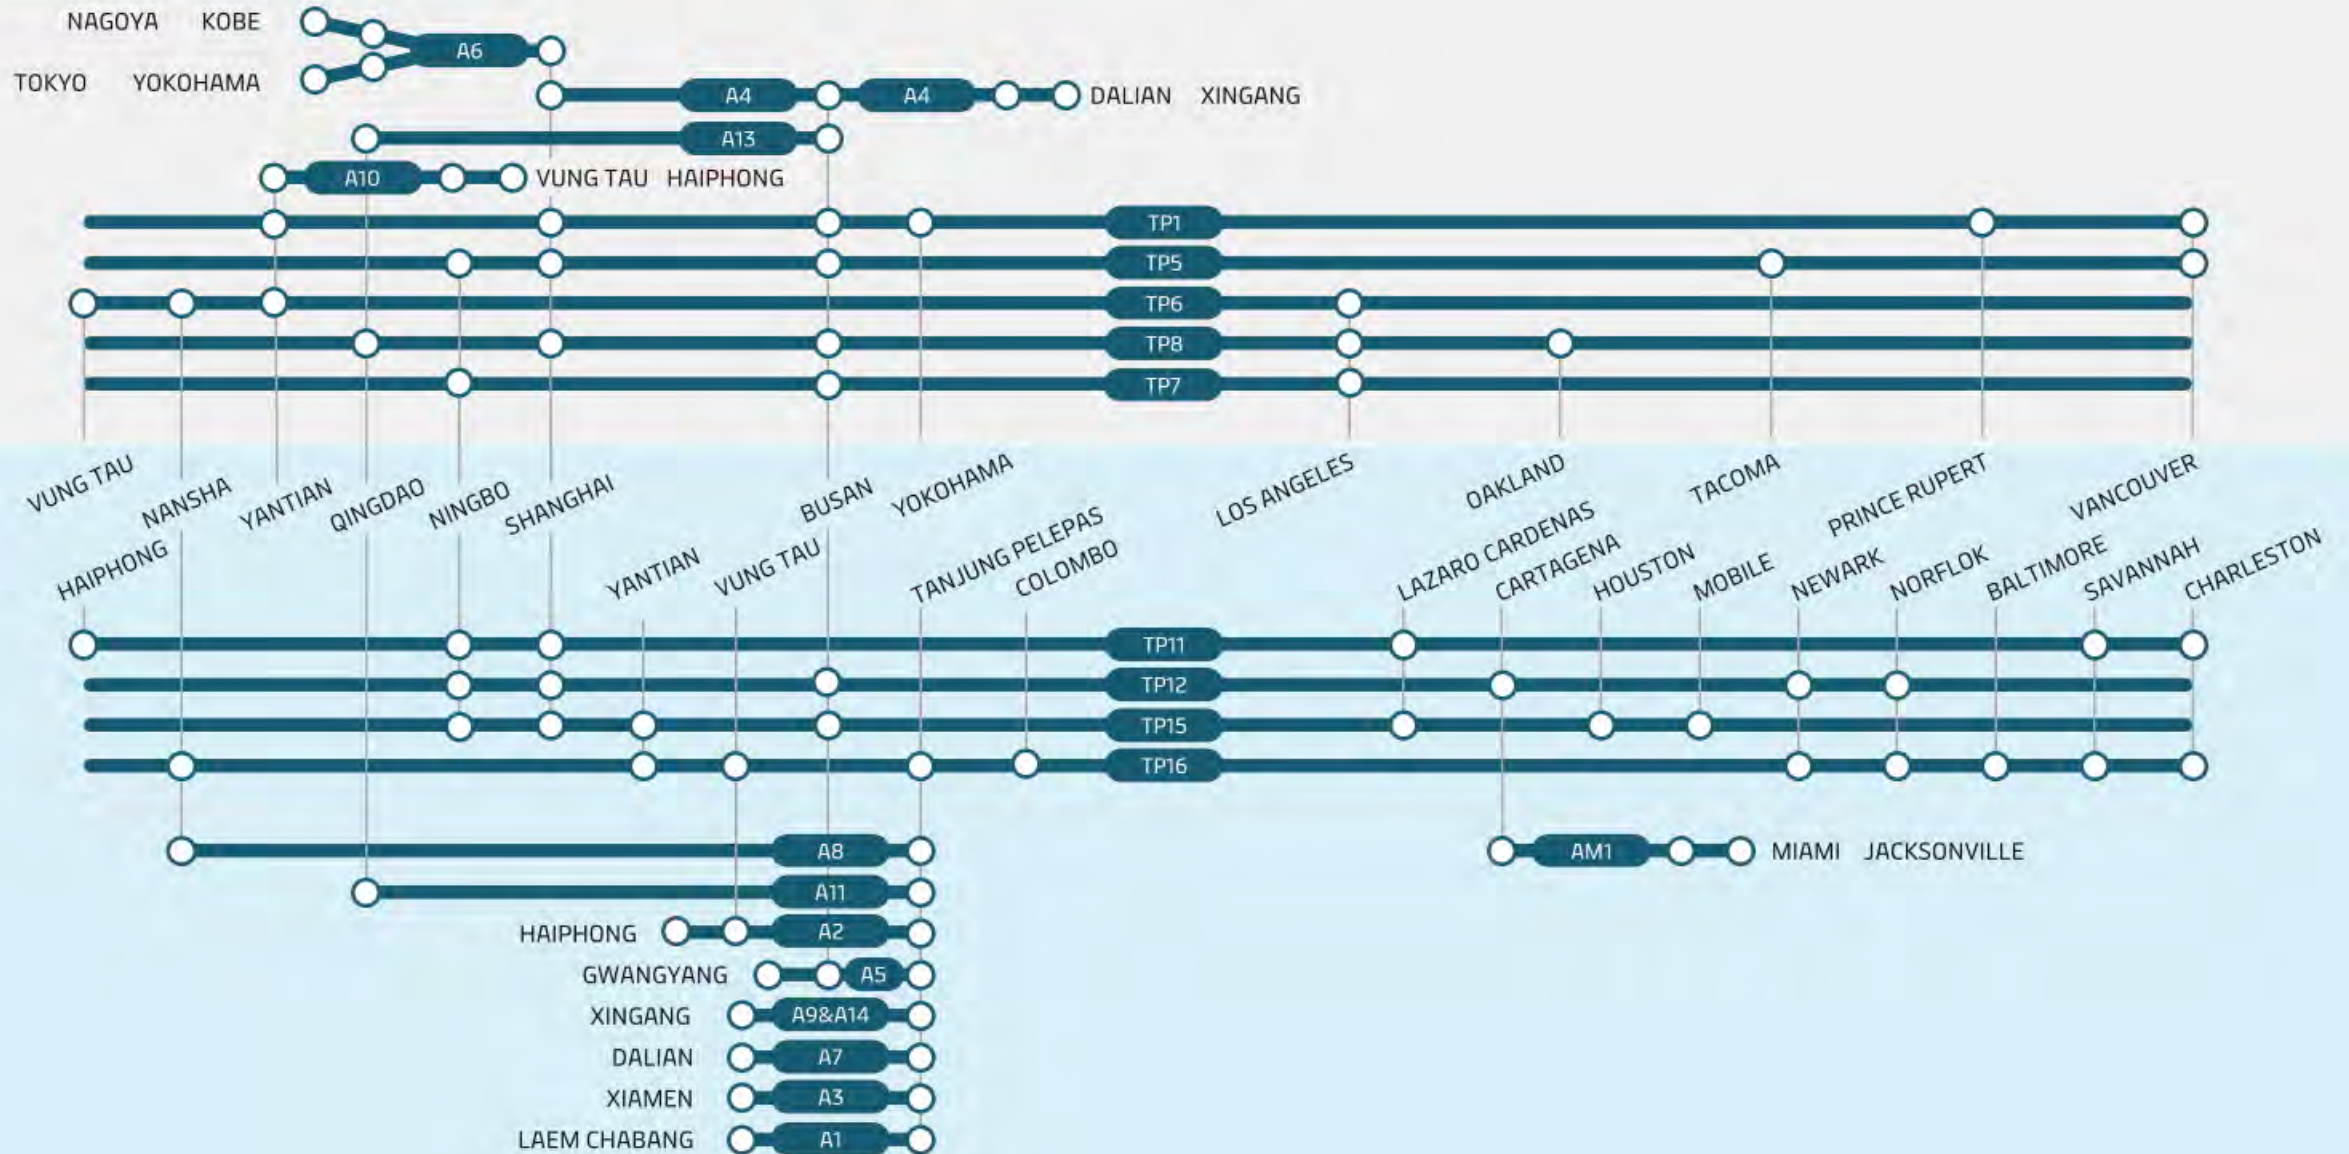 NAGOYA KOBE
A6
TOKYO YOKOHAMA
A4 A4 DALIAN XINGANG
A13
A10 VUNG TAU HAIPHONG
TP1
TP5
TP6
TP8
TP7
VUNG TAU
NANSHA
YANTIAN
QINGDAO
NINGBO
SHANGHAI
BUSAN
YOKOHAMA
LOS ANGELES
OAKLAND
TACOMA
PRINCE RUPERT
VANCOUVER
HAIPHONG
YANTIAN
VUNG TAU
TANJUNG PELEPAS
COLOMBO
LAZARO CARDENAS
CARTAGENA
HOUSTON
MOBILE
NEWARK
NORFLOK
BALTIMORE
SAVANNAH
CHARLESTON
TP11
TP12
TP15
TP16
A8
AM1 MIAMI JACKSONVILLE
A11
HAIPHONG A2
GWANGYANG A5
XINGANG A9&A14
DALIAN A7
XIAMEN A3
LAEM CHABANG A1